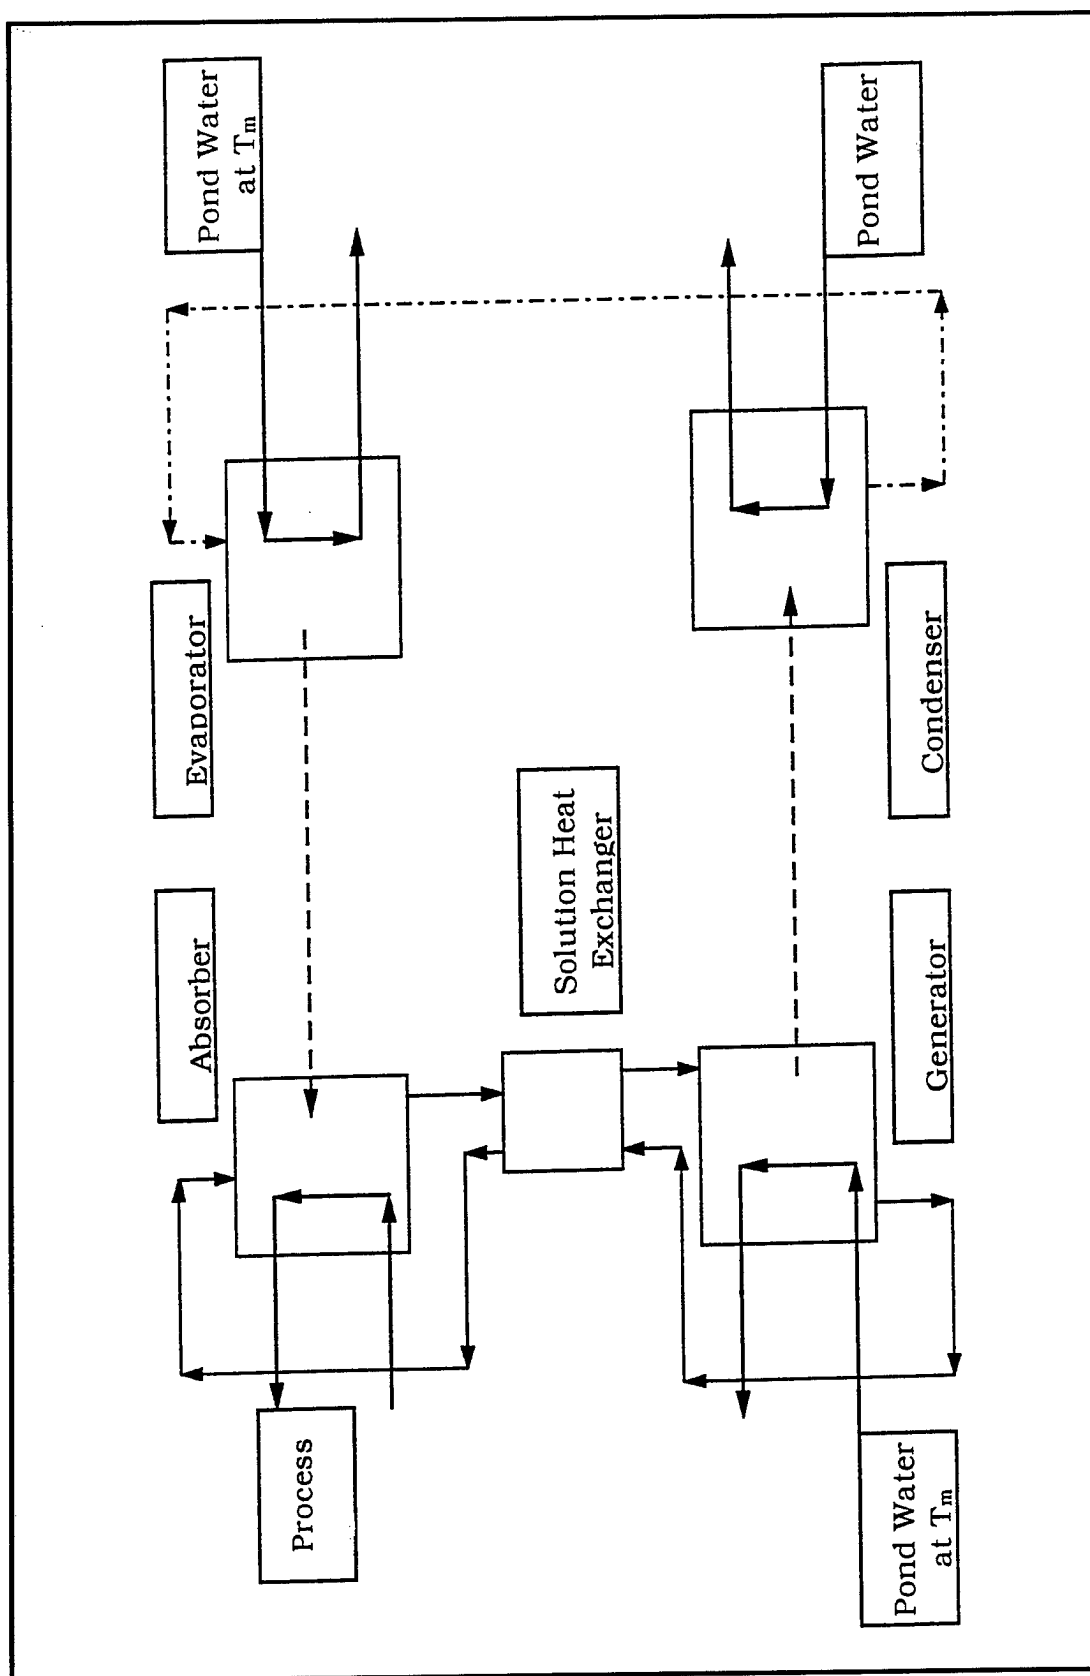 Absorber
Evaporator
Pond Water
at Tm
Process
Solution Heat
Exchanger
Pond Water
at Tm
Generator
Condenser
Pond Water